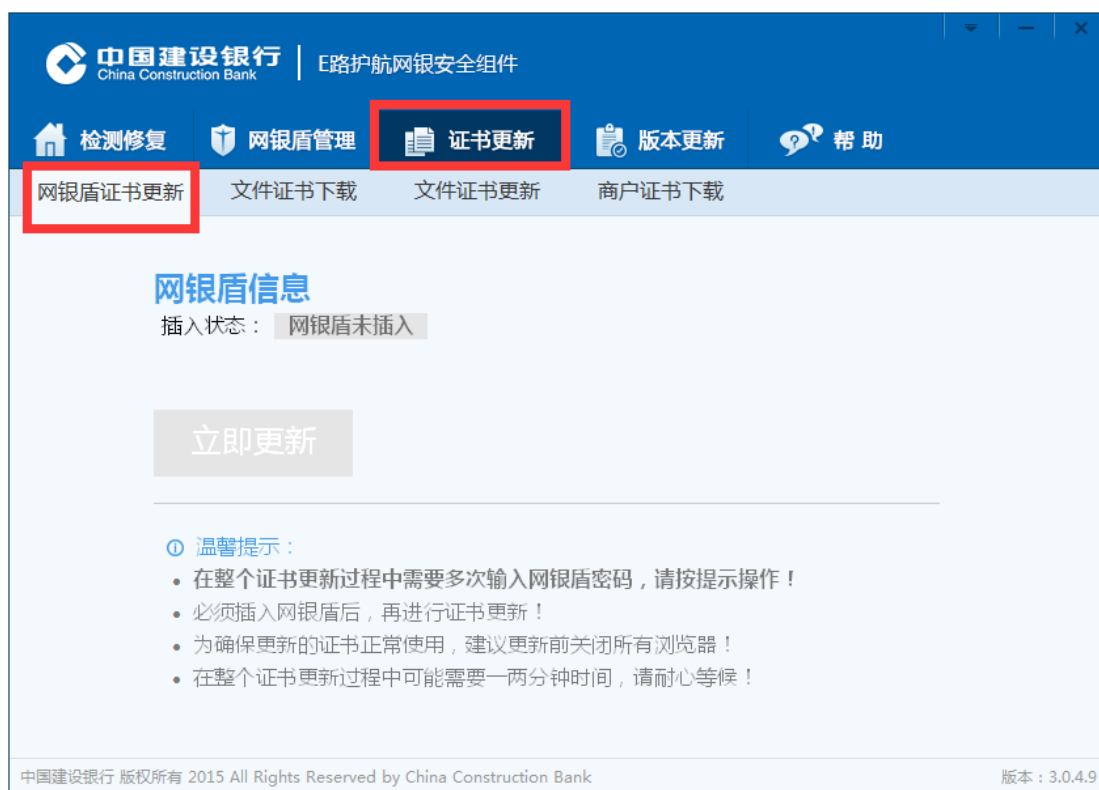 中国建设银行
China Construction Bank
E路护航网银安全组件
检测修复 网银盾管理 证书更新 版本更新 帮 助
网银盾证书更新 文件证书下载 文件证书更新 商户证书下载
网银盾信息
插入状态： 网银盾未插入
立即更新
温馨提示：
• 在整个证书更新过程中需要多次输入网银盾密码，请按提示操作！
• 必须插入网银盾后，再进行证书更新！
• 为确保更新的证书正常使用，建议更新前关闭所有浏览器！
• 在整个证书更新过程中可能需要一两分钟时间，请耐心等候！
中国建设银行 版权所有 2015 All Rights Reserved by China Construction Bank 版本：3.0.4.9